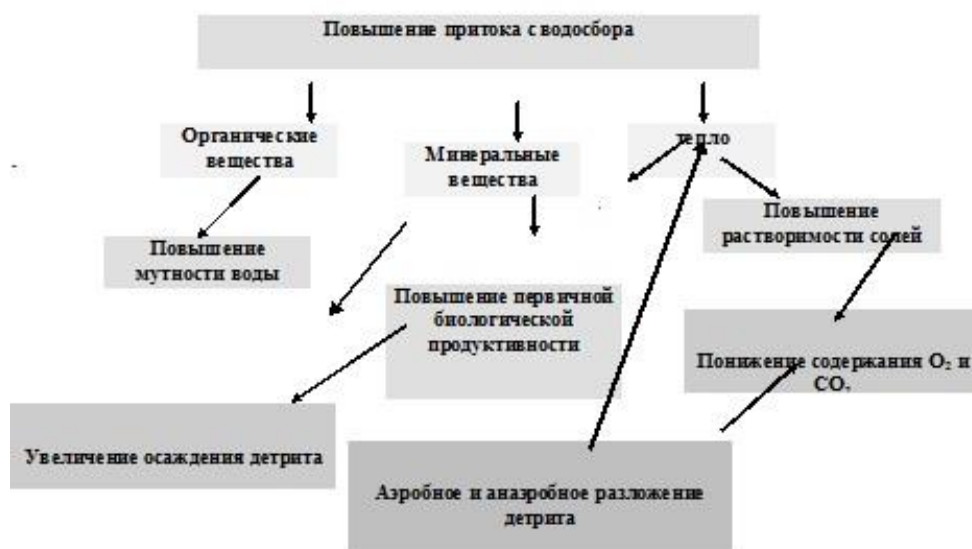 Повышение притока с водосбора
Органические
вещества
Минеральные
вещества
тепло
Повышение
растворимости солей
Повышение
мутности воды
Повышение первичной
биологической
продуктивности
Понижение содержания O₂ и
CO₂
Увеличение осаждения детрита
Аэробное и анаэробное разложение
детрита